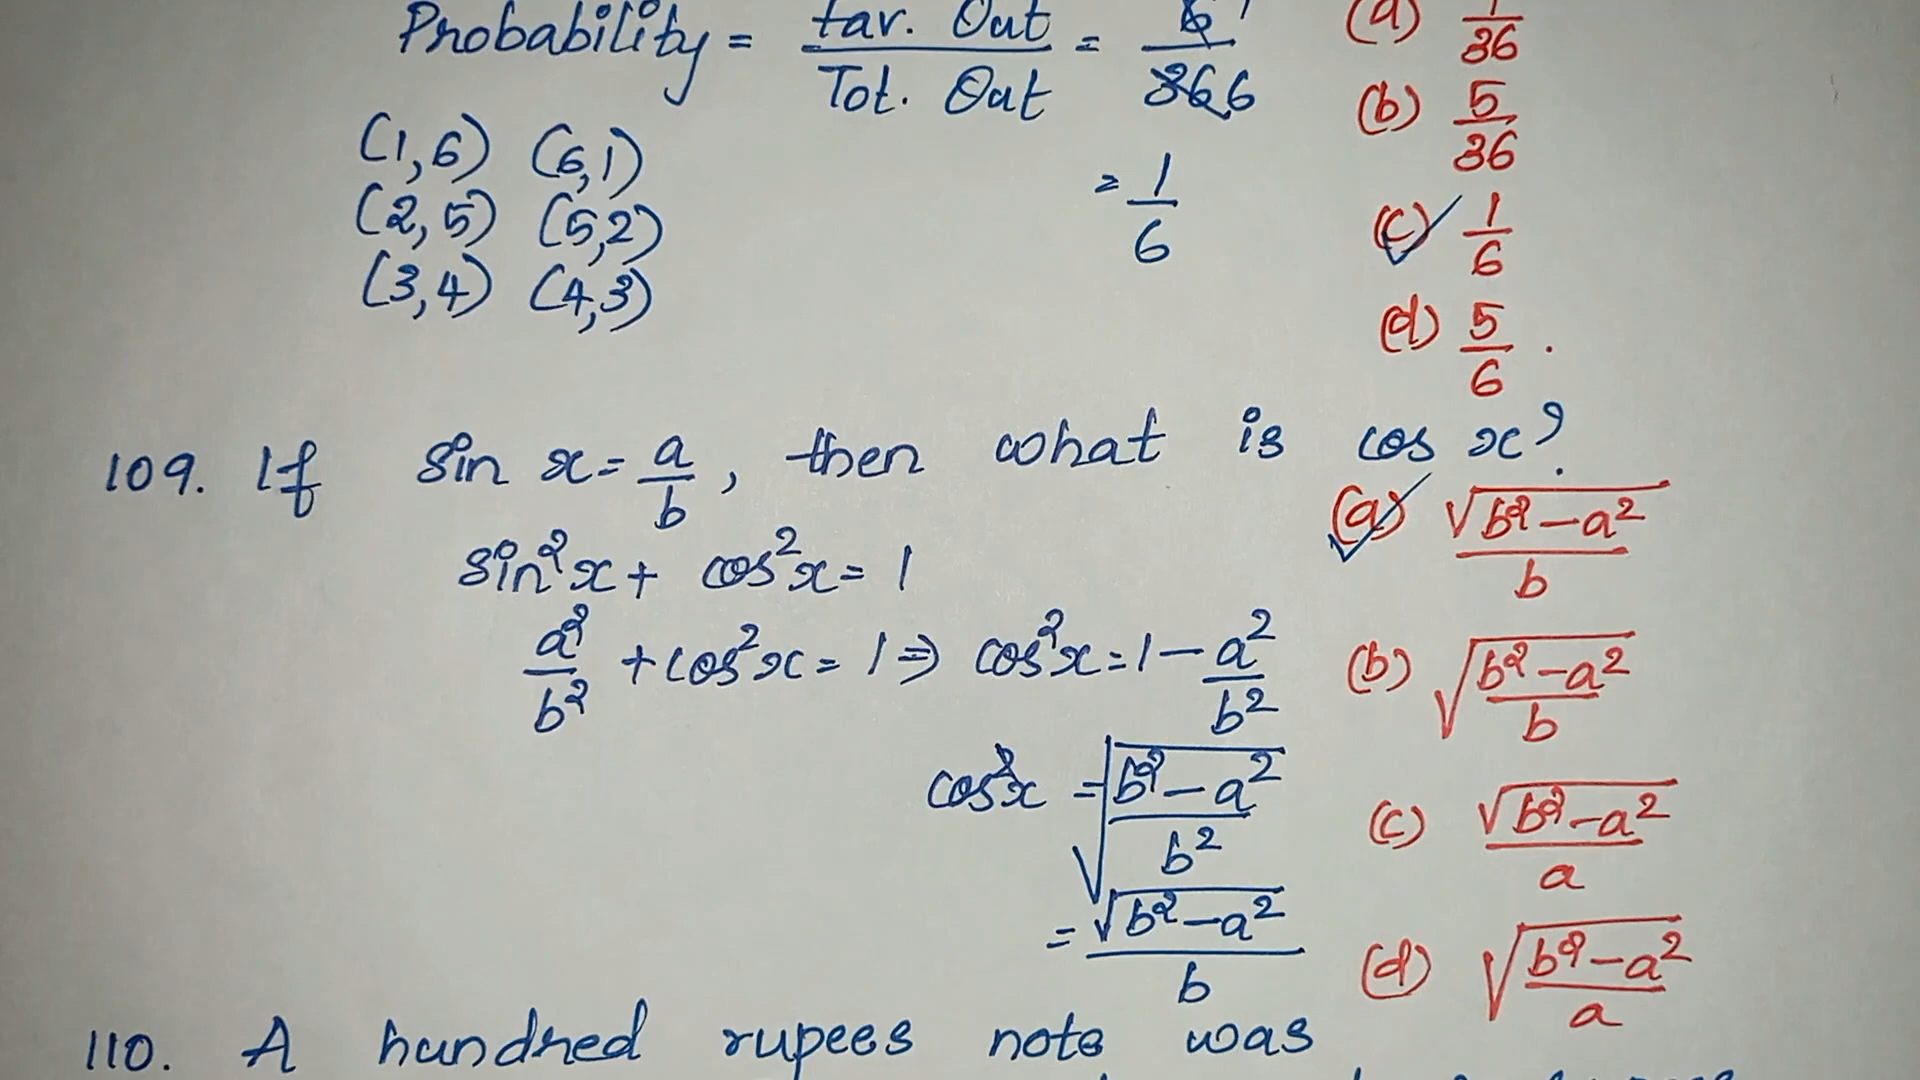 Probability = fav. Out / Tot. Out = 6 1 / 36 6
(a) 1/36
(b) 5/36
(1,6) (6,1)
= 1/6
(2,5) (5,2)
(c) 1/6
(3,4) (4,3)
(d) 5/6 .
109. If sin x = a/b, then what is cos x?
(a) √(b² - a²) / b
sin²x + cos²x = 1
a²/b² + cos²x = 1 ⇒ cos²x = 1 - a²/b²
(b) √((b² - a²)/b)
cos²x = √((b² - a²)/b²)
(c) √(b² - a²) / a
= √(b² - a²) / b
(d) √((b² - a²)/a)
110. A hundred rupees note was